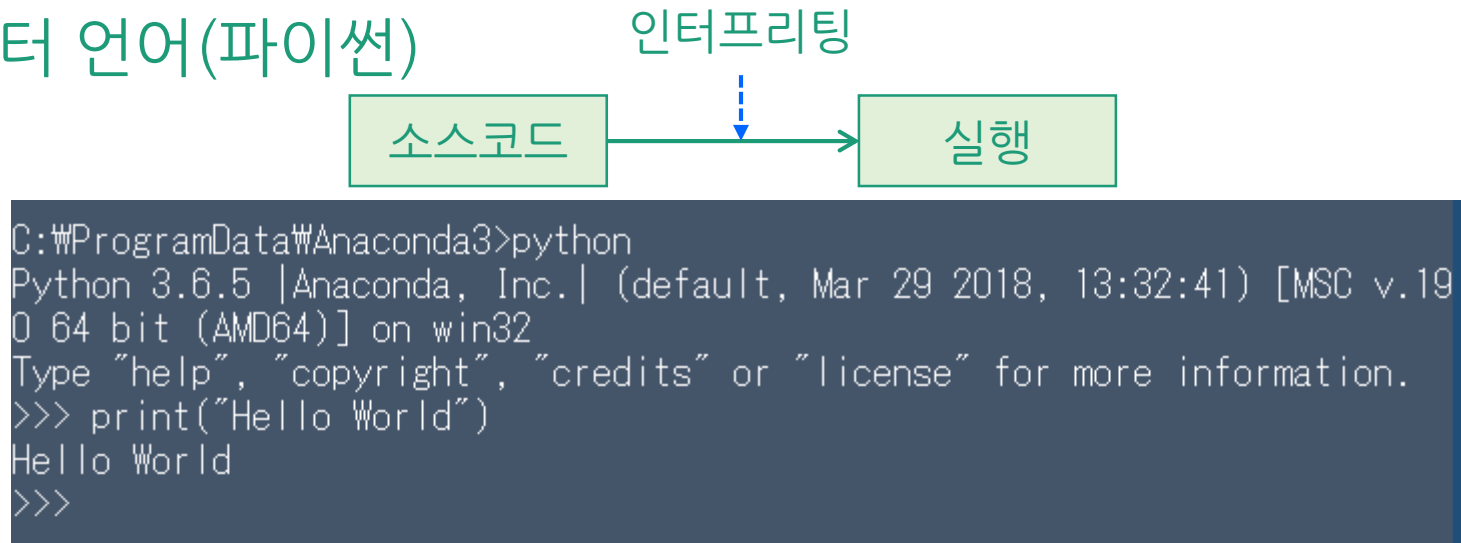 터 언어(파이썬)
인터프리팅
소스코드
실행
C:₩ProgramData₩Anaconda3>python
Python 3.6.5 |Anaconda, Inc.| (default, Mar 29 2018, 13:32:41) [MSC v.19
0 64 bit (AMD64)] on win32
Type "help", "copyright", "credits" or "license" for more information.
>>> print("Hello World")
Hello World
>>>